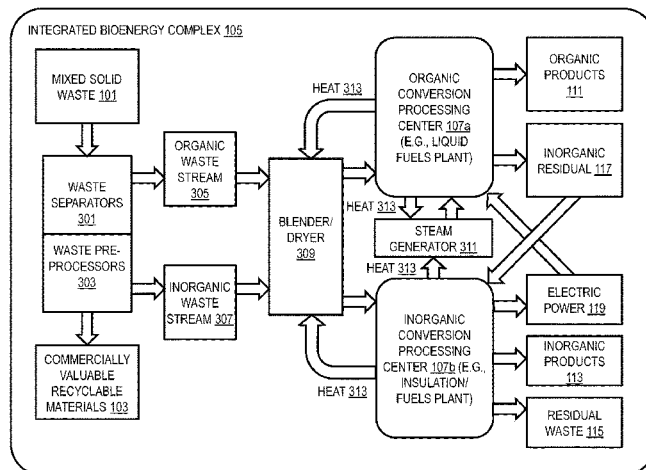 INTEGRATED BIOENERGY COMPLEX 105
MIXED SOLID
WASTE 101
WASTE
SEPARATORS
301
WASTE PRE-
PROCESSORS
303
COMMERCIALLY
VALUABLE
RECYCLABLE
MATERIALS 103
ORGANIC
WASTE STREAM
305
INORGANIC
WASTE
STREAM 307
BLENDER/
DRYER
309
HEAT 313
ORGANIC
CONVERSION
PROCESSING
CENTER 107a
(E.G., LIQUID
FUELS PLANT)
HEAT 313
STEAM
GENERATOR 311
HEAT 313
INORGANIC
CONVERSION
PROCESSING
CENTER 107b (E.G.,
INSULATION/
FUELS PLANT)
HEAT 313
ORGANIC
PRODUCTS
111
INORGANIC
RESIDUAL
117
ELECTRIC
POWER 119
INORGANIC
PRODUCTS
113
RESIDUAL
WASTE 115